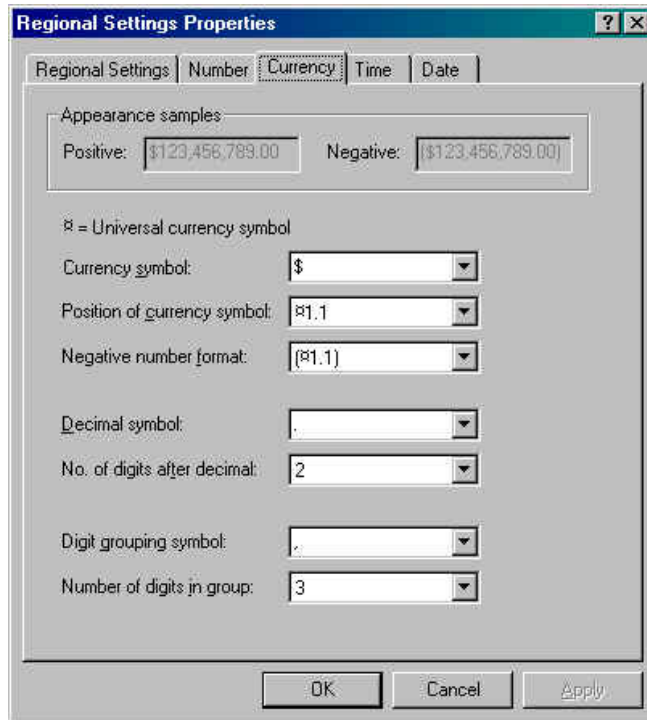 Regional Settings Properties
Regional Settings Number Currency Time Date
Appearance samples
Positive: $123,456,789.00 Negative: ($123,456,789.00)
¤ = Universal currency symbol
Currency symbol: $
Position of currency symbol: ¤1.1
Negative number format: (¤1.1)
Decimal symbol: .
No. of digits after decimal: 2
Digit grouping symbol: ,
Number of digits in group: 3
OK Cancel Apply